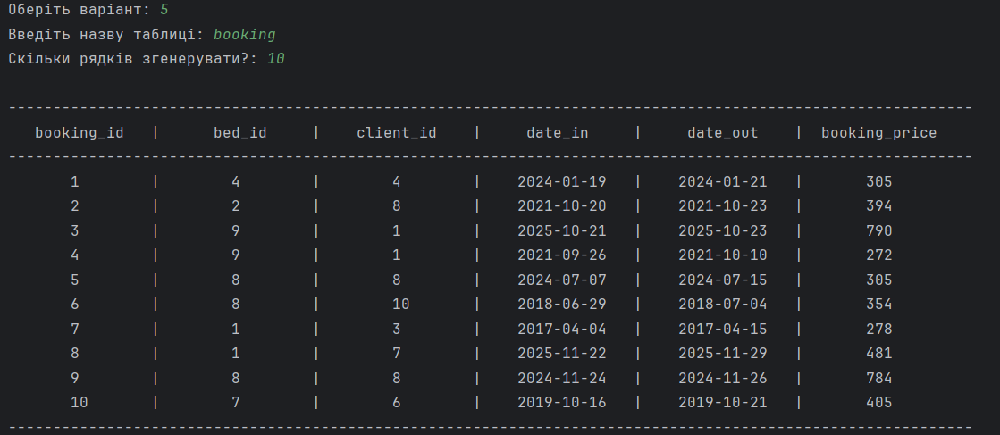 Оберіть варіант: 5
Введіть назву таблиці: booking
Скільки рядків згенерувати?: 10
------------------------------------------------------------------------------------------------------------
booking_id | bed_id | client_id | date_in | date_out | booking_price
------------------------------------------------------------------------------------------------------------
1 | 4 | 4 | 2024-01-19 | 2024-01-21 | 305
2 | 2 | 8 | 2021-10-20 | 2021-10-23 | 394
3 | 9 | 1 | 2025-10-21 | 2025-10-23 | 790
4 | 9 | 1 | 2021-09-26 | 2021-10-10 | 272
5 | 8 | 8 | 2024-07-07 | 2024-07-15 | 305
6 | 8 | 10 | 2018-06-29 | 2018-07-04 | 354
7 | 1 | 3 | 2017-04-04 | 2017-04-15 | 278
8 | 1 | 7 | 2025-11-22 | 2025-11-29 | 481
9 | 8 | 8 | 2024-11-24 | 2024-11-26 | 784
10 | 7 | 6 | 2019-10-16 | 2019-10-21 | 405
------------------------------------------------------------------------------------------------------------